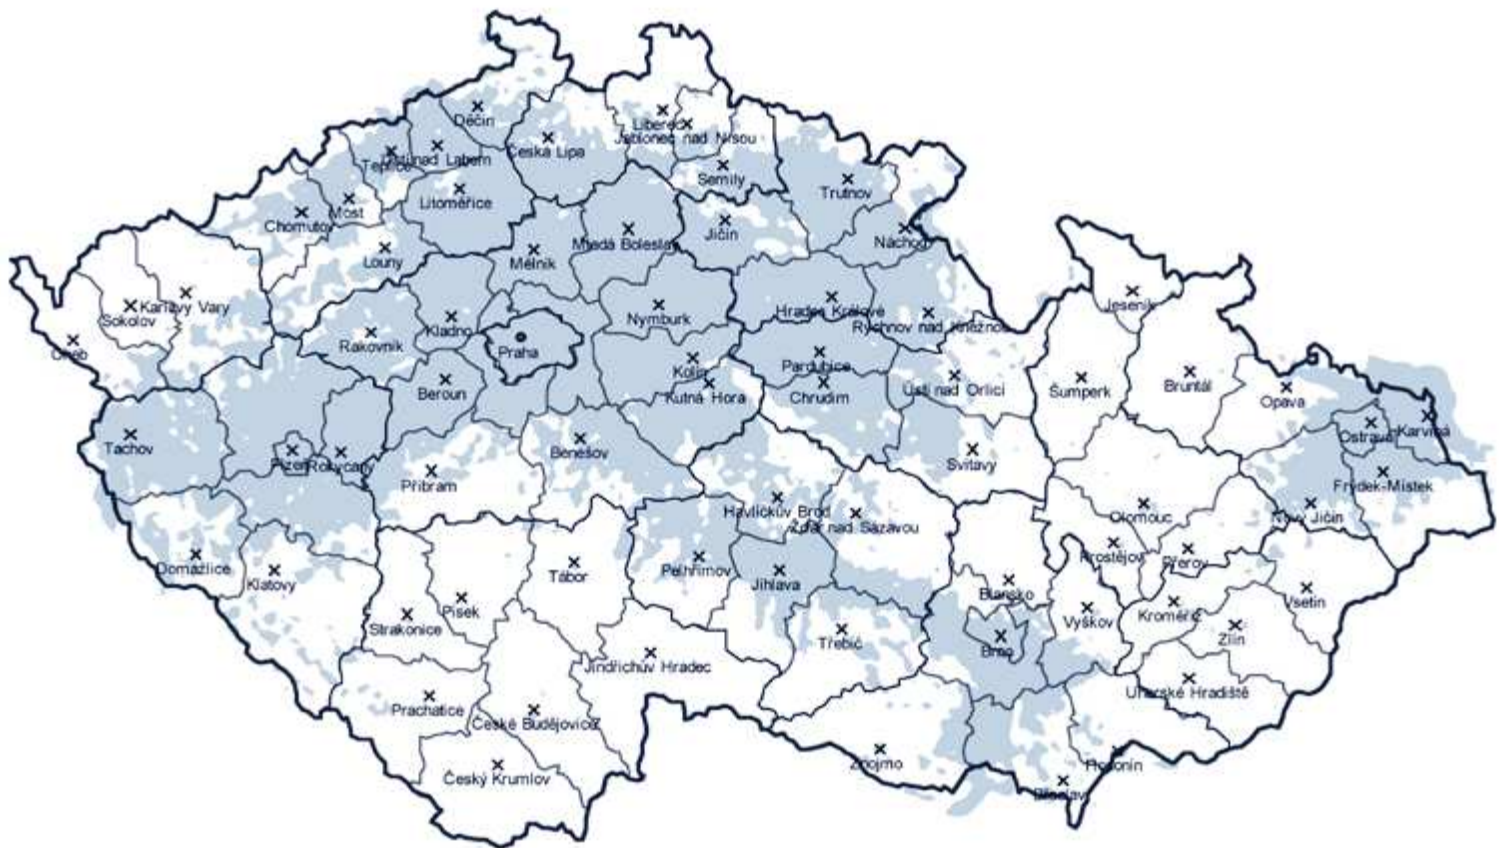 Děčín
Liberec
Jablonec nad Nisou
Teplice
Ústí nad Labem
Česká Lípa
Semily
Trutnov
Litoměřice
Most
Chomutov
Jičín
Náchod
Mladá Boleslav
Louny
Mělník
Karlovy Vary
Sokolov
Jeseník
Nymburk
Hradec Králové
Rychnov nad Kněžnou
Kladno
Rakovník
Praha
Cheb
Kolín
Pardubice
Beroun
Kutná Hora
Chrudim
Ústí nad Orlicí
Šumperk
Bruntál
Opava
Ostrava
Karviná
Tachov
Benešov
Plzeň
Rokycany
Svitavy
Příbram
Frýdek-Místek
Havlíčkův Brod
Žďár nad Sázavou
Olomouc
Nový Jičín
Prostějov
Přerov
Domažlice
Klatovy
Tábor
Pelhřimov
Jihlava
Blansko
Vsetín
Písek
Strakonice
Vyškov
Kroměříž
Zlín
Třebíč
Brno
Jindřichův Hradec
Uherské Hradiště
Prachatice
České Budějovice
Znojmo
Hodonín
Český Krumlov
Břeclav